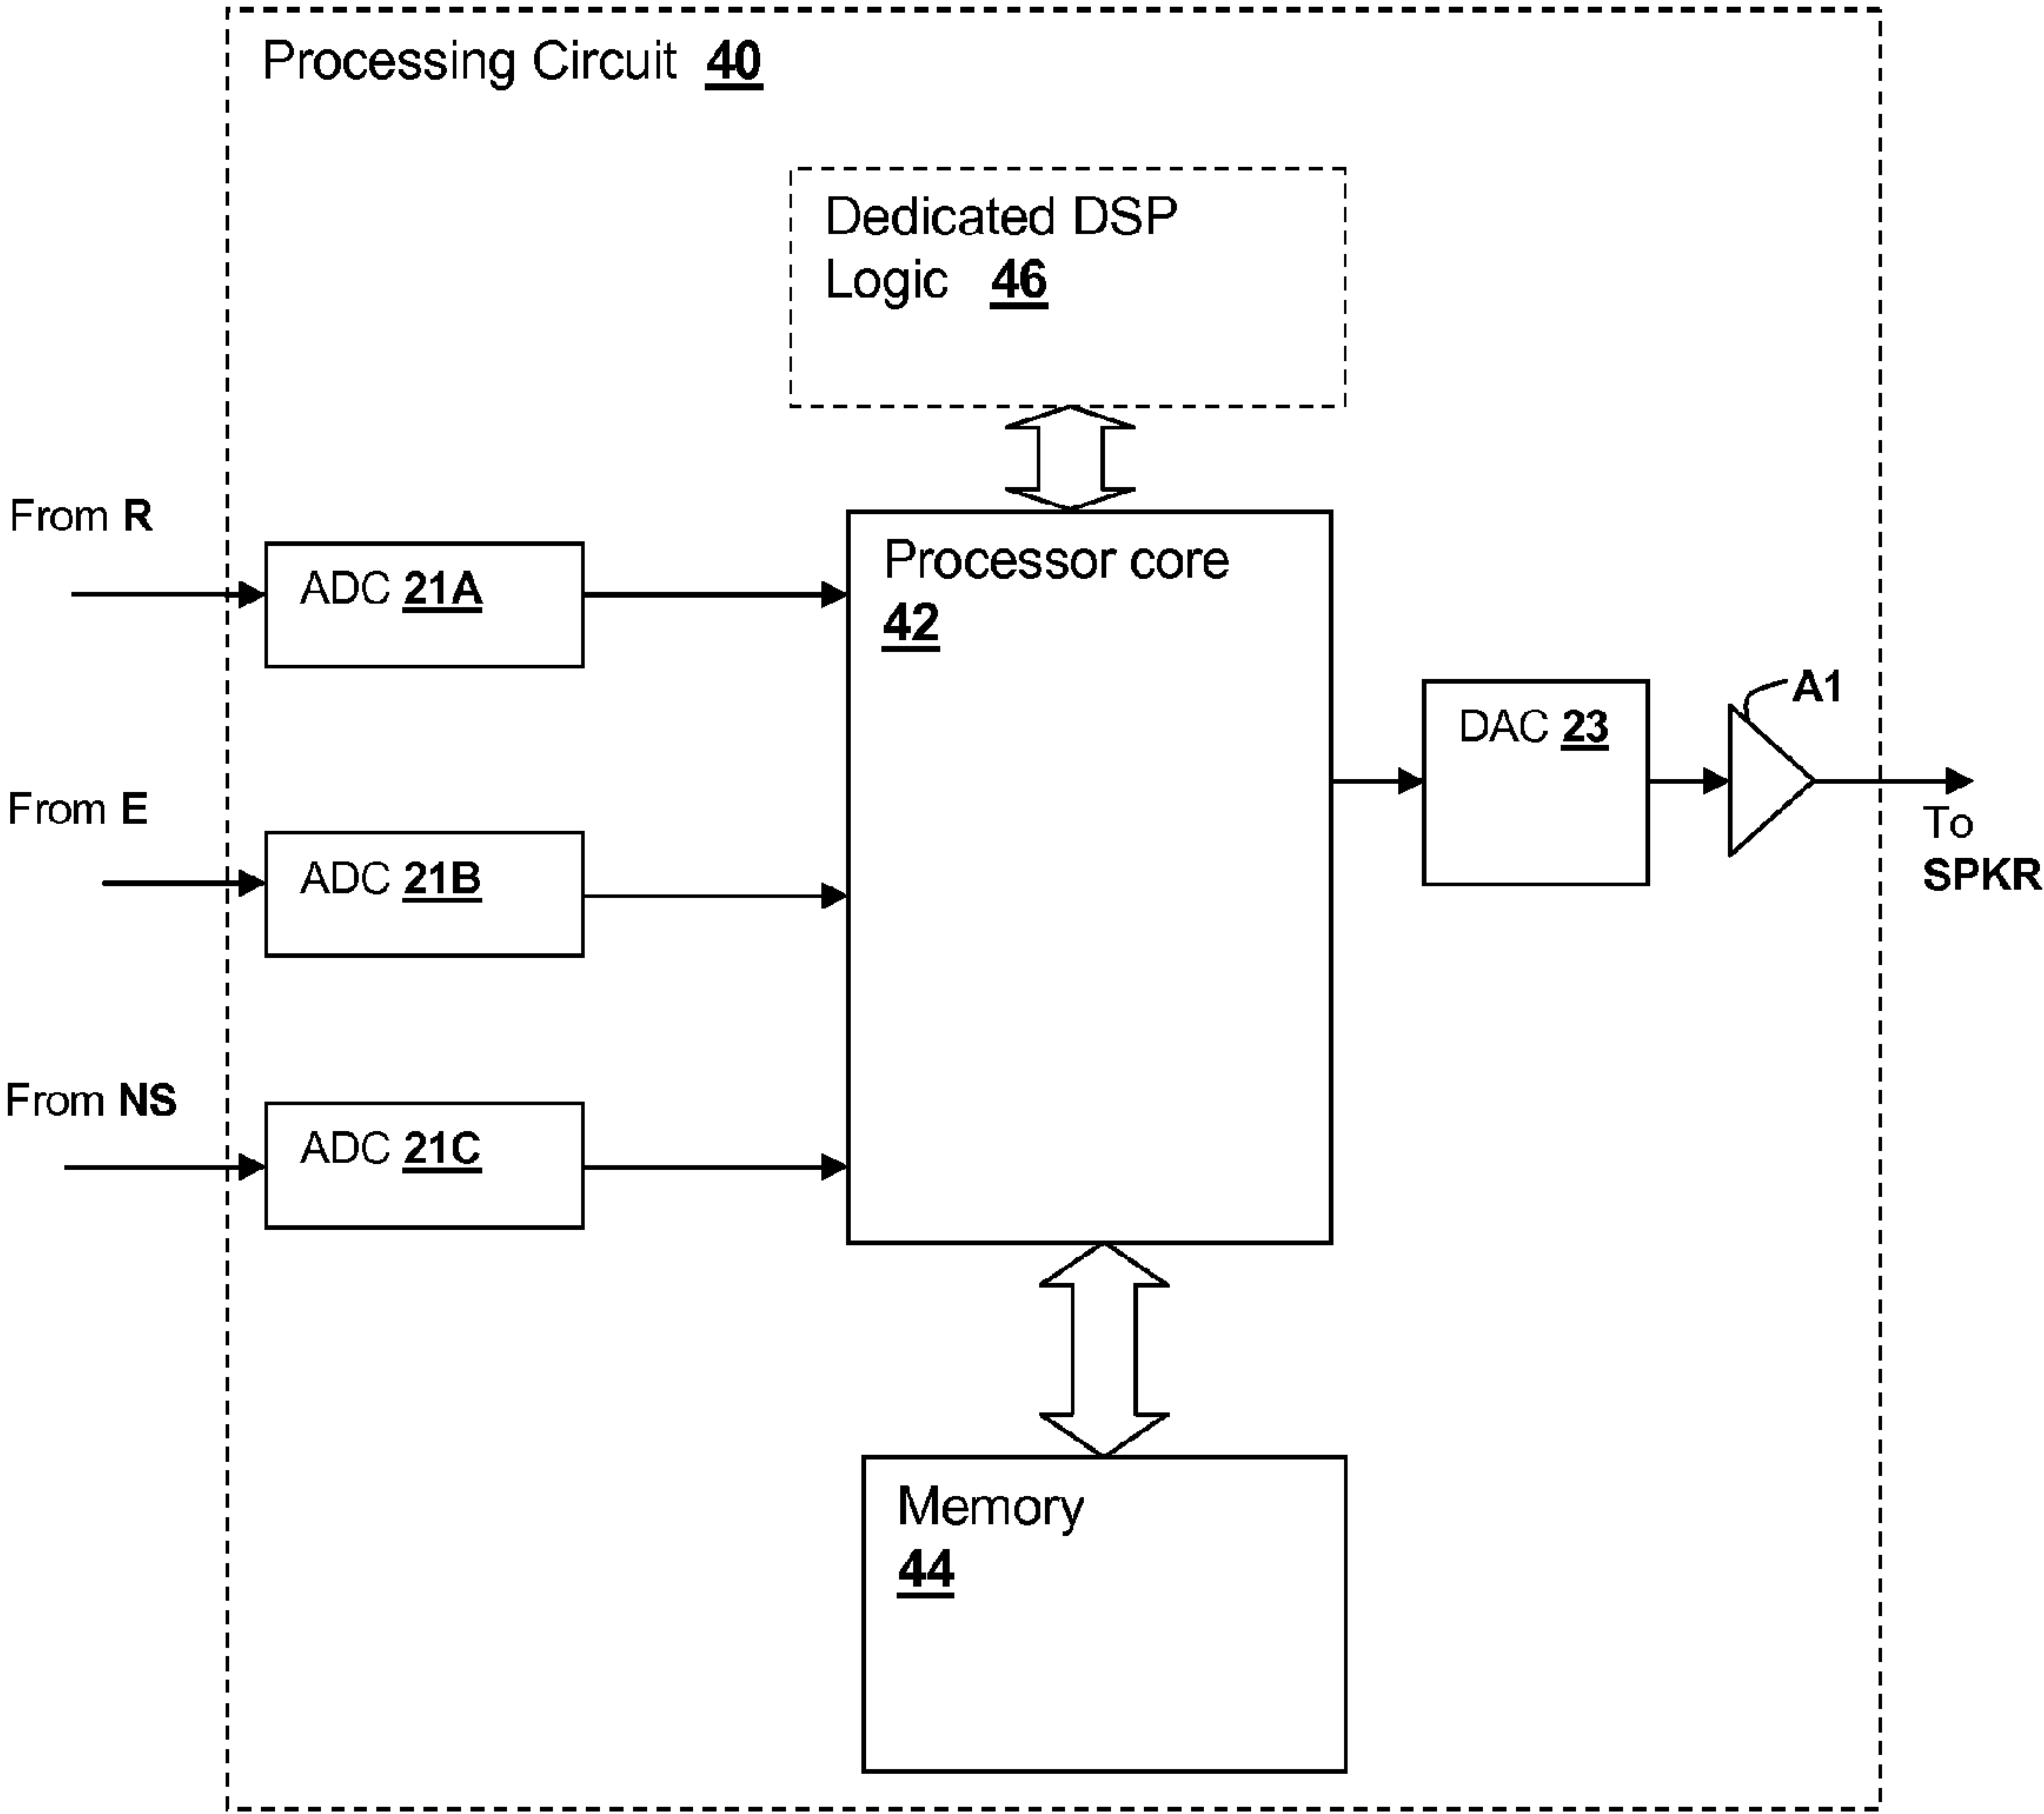 Processing Circuit 40
Dedicated DSP
Logic 46
From R
ADC 21A
Processor core
42
A1
DAC 23
From E
ADC 21B
To
SPKR
From NS
ADC 21C
Memory
44